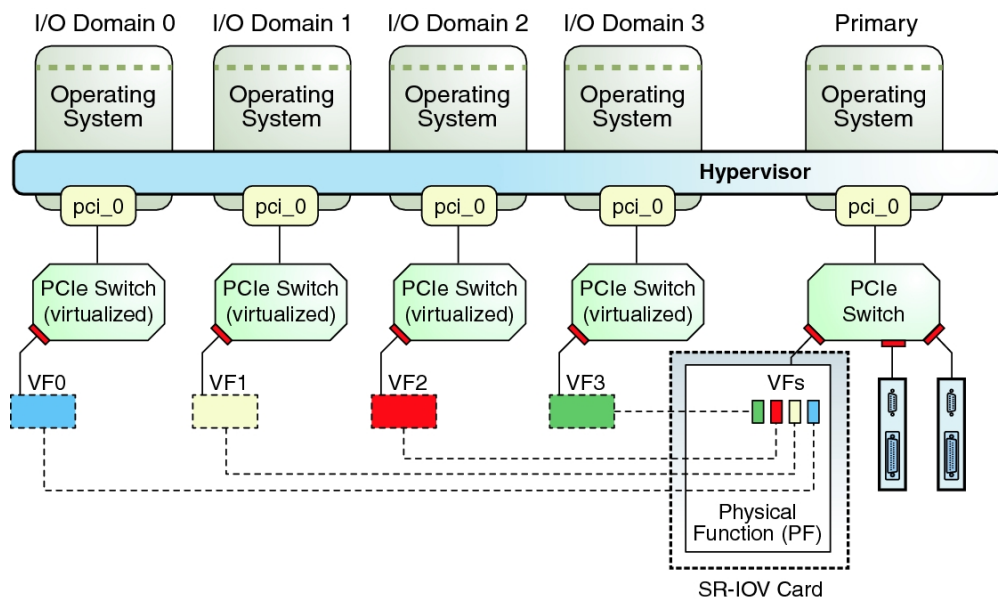 I/O Domain 0
I/O Domain 1
I/O Domain 2
I/O Domain 3
Primary
Operating
System
Operating
System
Operating
System
Operating
System
Operating
System
Hypervisor
pci_0
pci_0
pci_0
pci_0
pci_0
PCIe Switch
(virtualized)
PCIe Switch
(virtualized)
PCIe Switch
(virtualized)
PCIe Switch
(virtualized)
PCIe
Switch
VF0
VF1
VF2
VF3
VFs
Physical
Function (PF)
SR-IOV Card